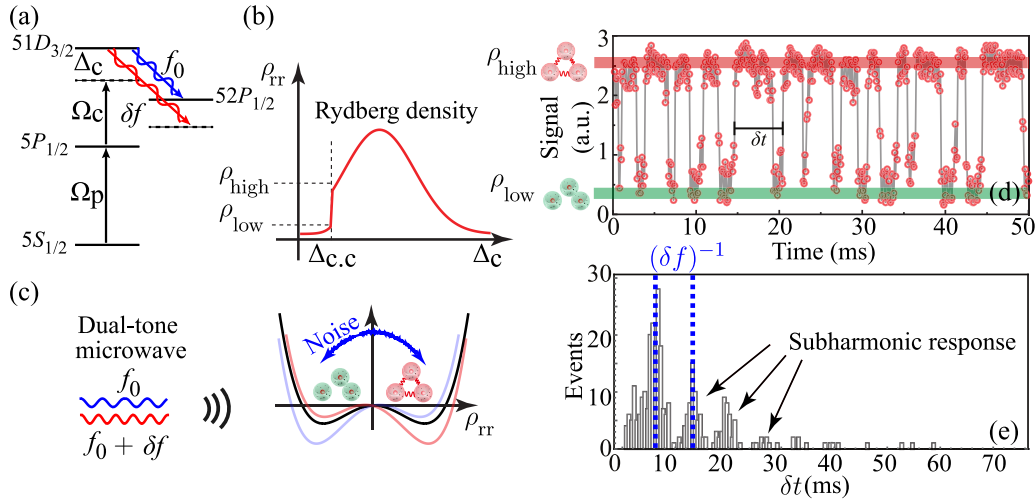 (a)
51D3/2
Δc
f0
52P1/2
Ωc
δf
5P1/2
Ωp
5S1/2
(b)
ρrr
Rydberg density
ρhigh
ρlow
Δc.c
Δc
ρhigh
ρlow
Signal
(a.u.)
3
2
1
0
δt
(d)
0 10 20 30 40 50
Time (ms)
(c)
Dual-tone
microwave
f0
f0 + δf
Noise
ρrr
(δf)−1
30
20
10
0
Events
Subharmonic response
(e)
0 10 20 30 40 50 60 70
δt (ms)